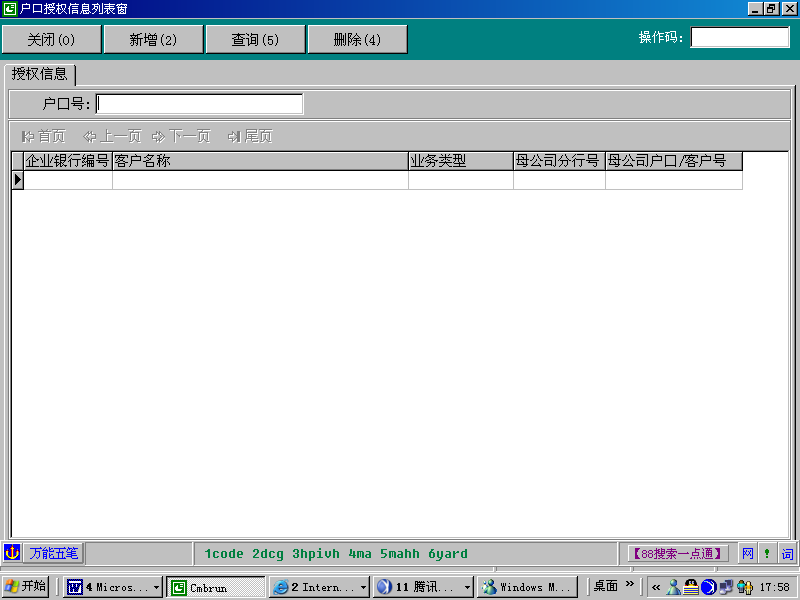 户口授权信息列表窗
关闭(0) 新增(2) 查询(5) 删除(4) 操作码:
授权信息
户口号:
首页 上一页 下一页 尾页
企业银行编号 客户名称 业务类型 母公司分行号 母公司户口/客户号
万能五笔 1code 2dcg 3hpivh 4ma 5mahh 6yard 【88搜索一点通】 网 ! 词
开始 4 Micros... Cmbrun 2 Intern... 11 腾讯... Windows M... 桌面 » « 17:58